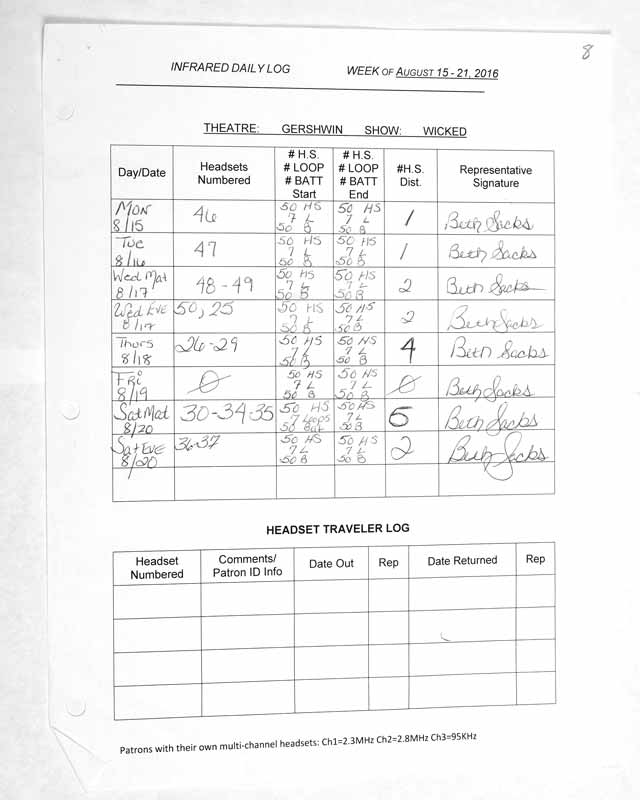 8
INFRARED DAILY LOG WEEK OF AUGUST 15 - 21, 2016
THEATRE: GERSHWIN SHOW: WICKED
Day/Date Headsets Numbered # H.S. # LOOP # BATT Start # H.S. # LOOP # BATT End #H.S. Dist. Representative Signature
MON 8/15 46 50 HS 7 L 50 B 50 HS 7 L 50 B 1 Beth Sacks
Tue 8/16 47 50 HS 7 L 50 B 50 HS 7 L 50 B 1 Beth Sacks
Wed Mat 8/17 48-49 50 HS 7 L 50 B 50 HS 7 L 50 B 2 Beth Sacks
Wed EVE 8/17 50, 25 50 HS 7 L 50 B 50 HS 7 L 50 B 2 Beth Sacks
Thurs 8/18 26-29 50 HS 7 L 50 B 50 HS 7 L 50 B 4 Beth Sacks
FRI 8/19 0 50 HS 7 L 50 B 50 HS 7 L 50 B 0 Beth Sacks
Sat Mat 8/20 30-34-35 50 HS 7 Loops 50 Bat 50 HS 7 L 50 B 5 Beth Sacks
Sat EVE 8/20 36-37 50 HS 7 L 50 B 50 HS 7 L 50 B 2 Beth Sacks
HEADSET TRAVELER LOG
Headset Numbered Comments/ Patron ID Info Date Out Rep Date Returned Rep
Patrons with their own multi-channel headsets: Ch1=2.3MHz Ch2=2.8MHz Ch3=95KHz